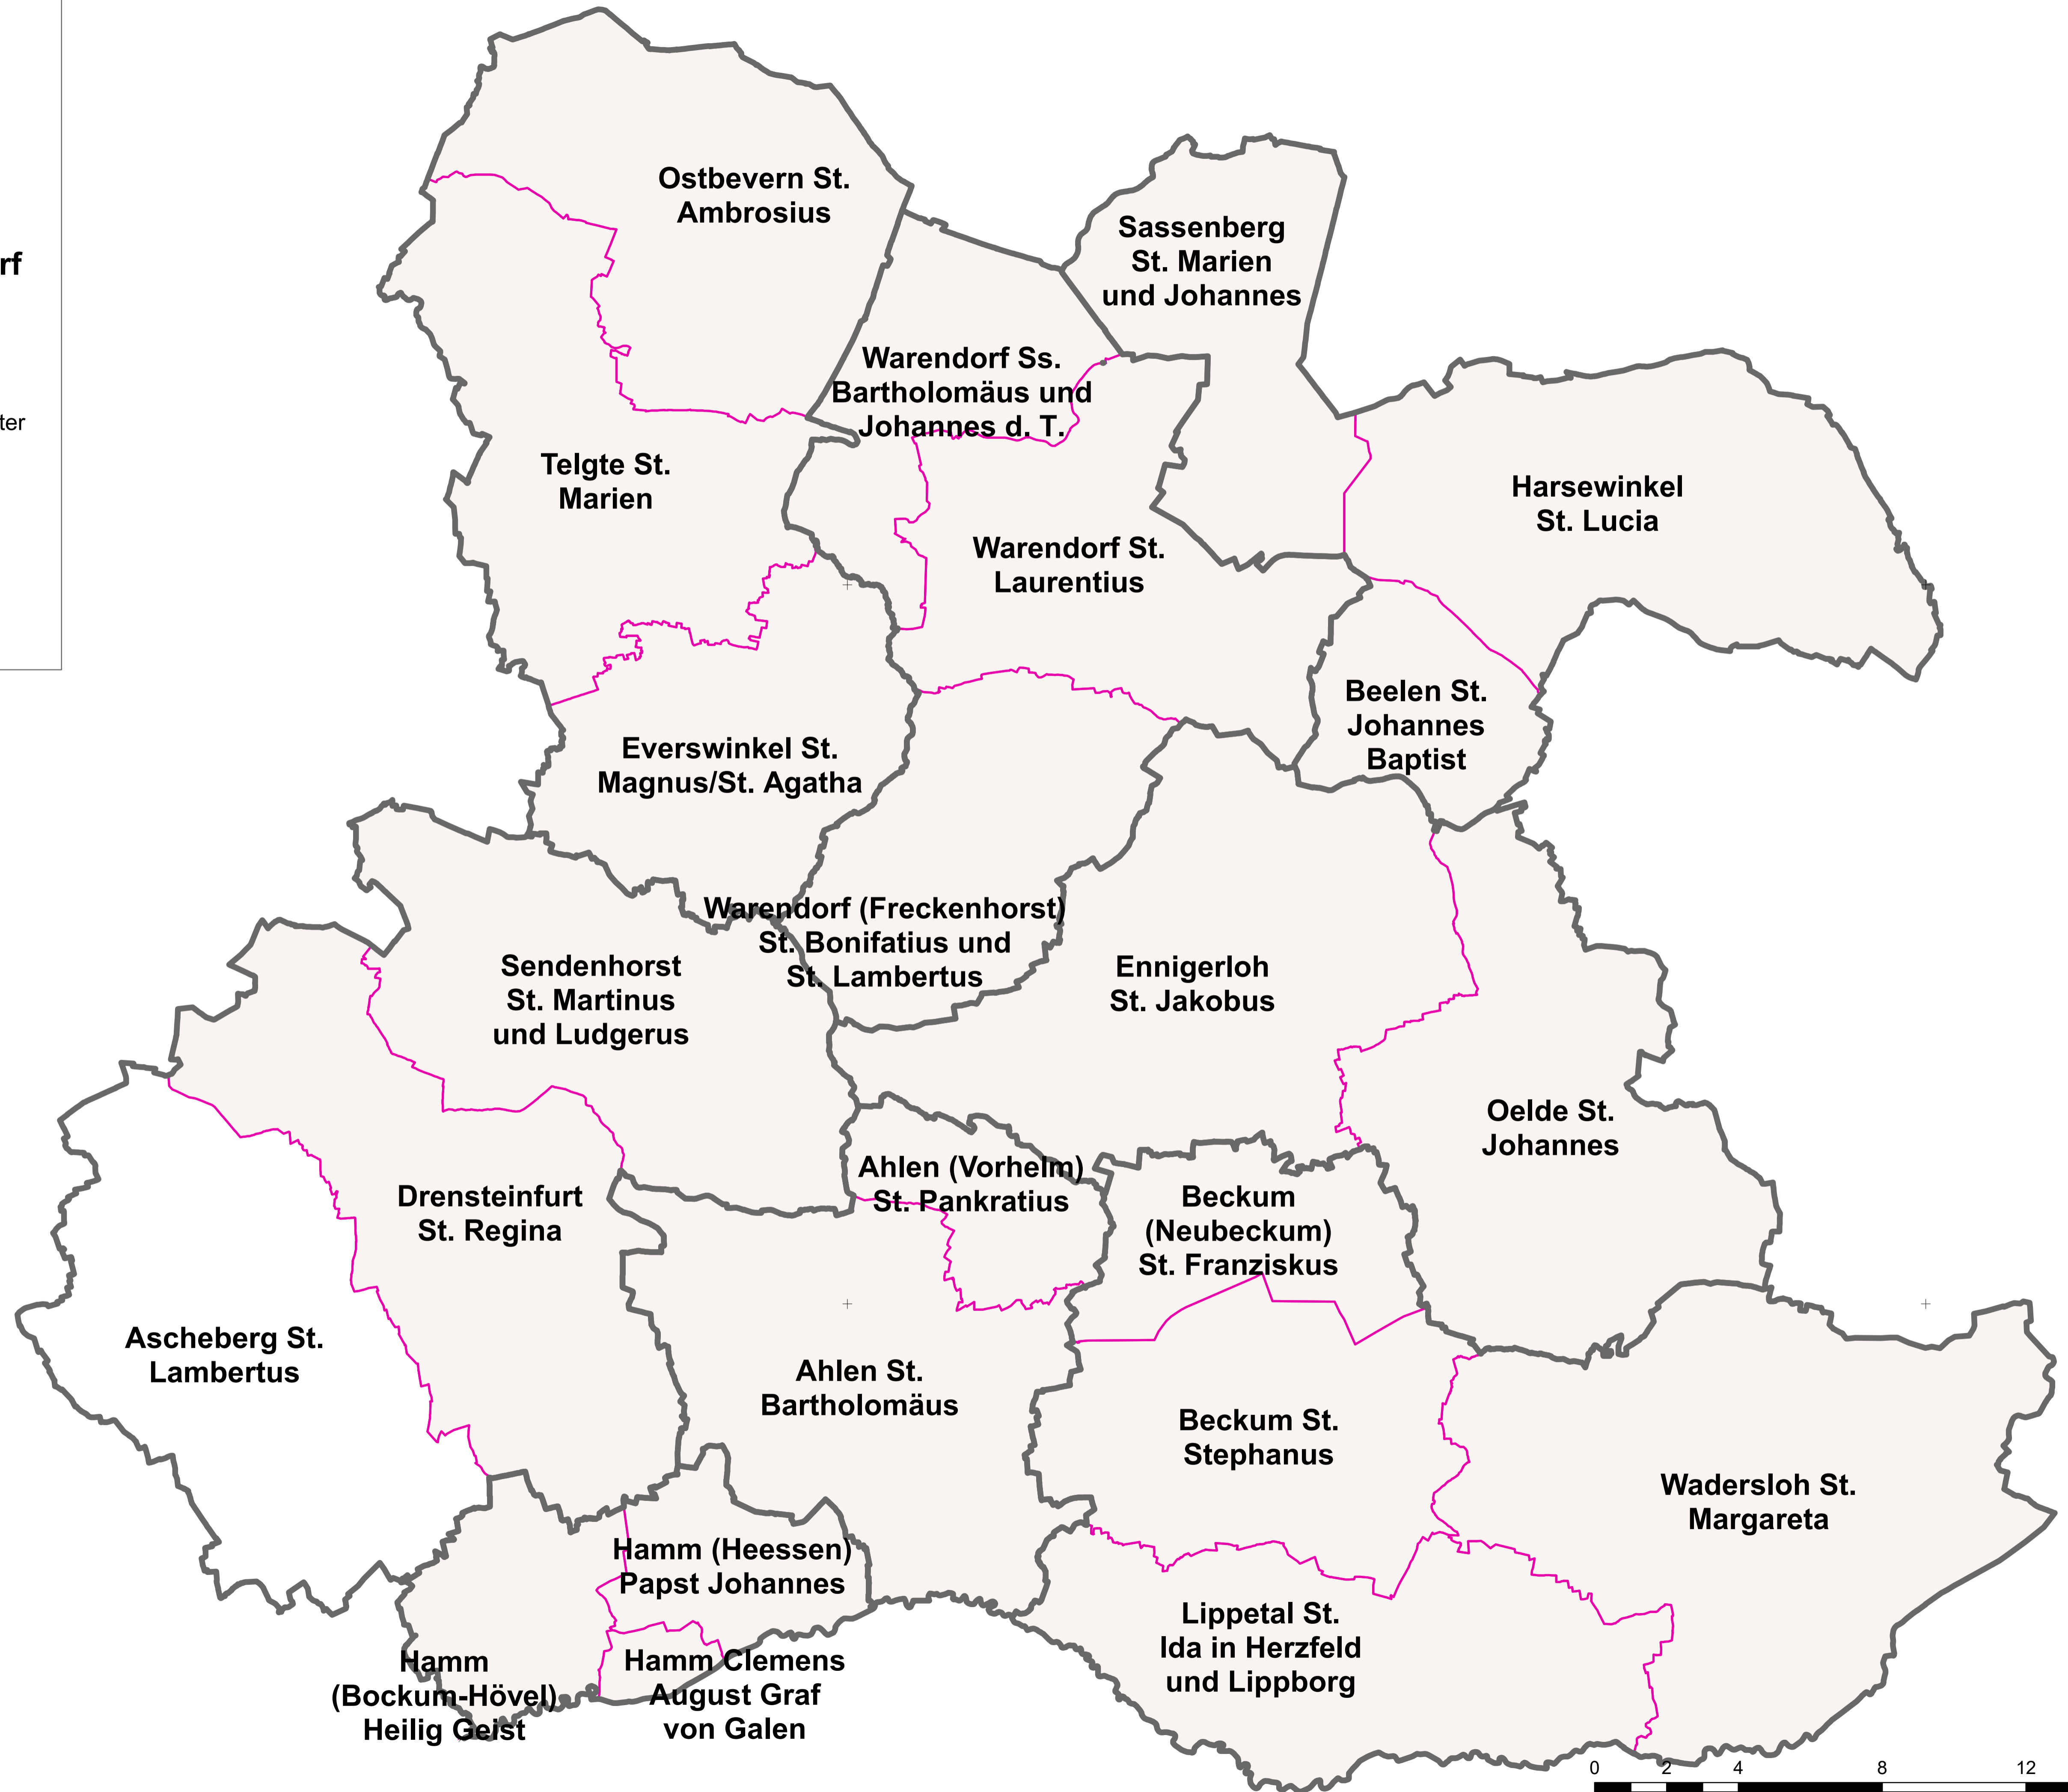 rf
ter
Ostbevern St.
Ambrosius
Sassenberg
St. Marien
und Johannes
Warendorf Ss.
Bartholomäus und
Johannes d. T.
Telgte St.
Marien
Harsewinkel
St. Lucia
Warendorf St.
Laurentius
Beelen St.
Johannes
Baptist
Everswinkel St.
Magnus/St. Agatha
Warendorf (Freckenhorst)
St. Bonifatius und
St. Lambertus
Sendenhorst
St. Martinus
und Ludgerus
Ennigerloh
St. Jakobus
Oelde St.
Johannes
Ahlen (Vorhelm)
St. Pankratius
Drensteinfurt
St. Regina
Beckum
(Neubeckum)
St. Franziskus
Ascheberg St.
Lambertus
Ahlen St.
Bartholomäus
Beckum St.
Stephanus
Wadersloh St.
Margareta
Hamm (Heessen)
Papst Johannes
Lippetal St.
Ida in Herzfeld
und Lippborg
Hamm
(Bockum-Hövel)
Heilig Geist
Hamm Clemens
August Graf
von Galen
0 2 4 8 12